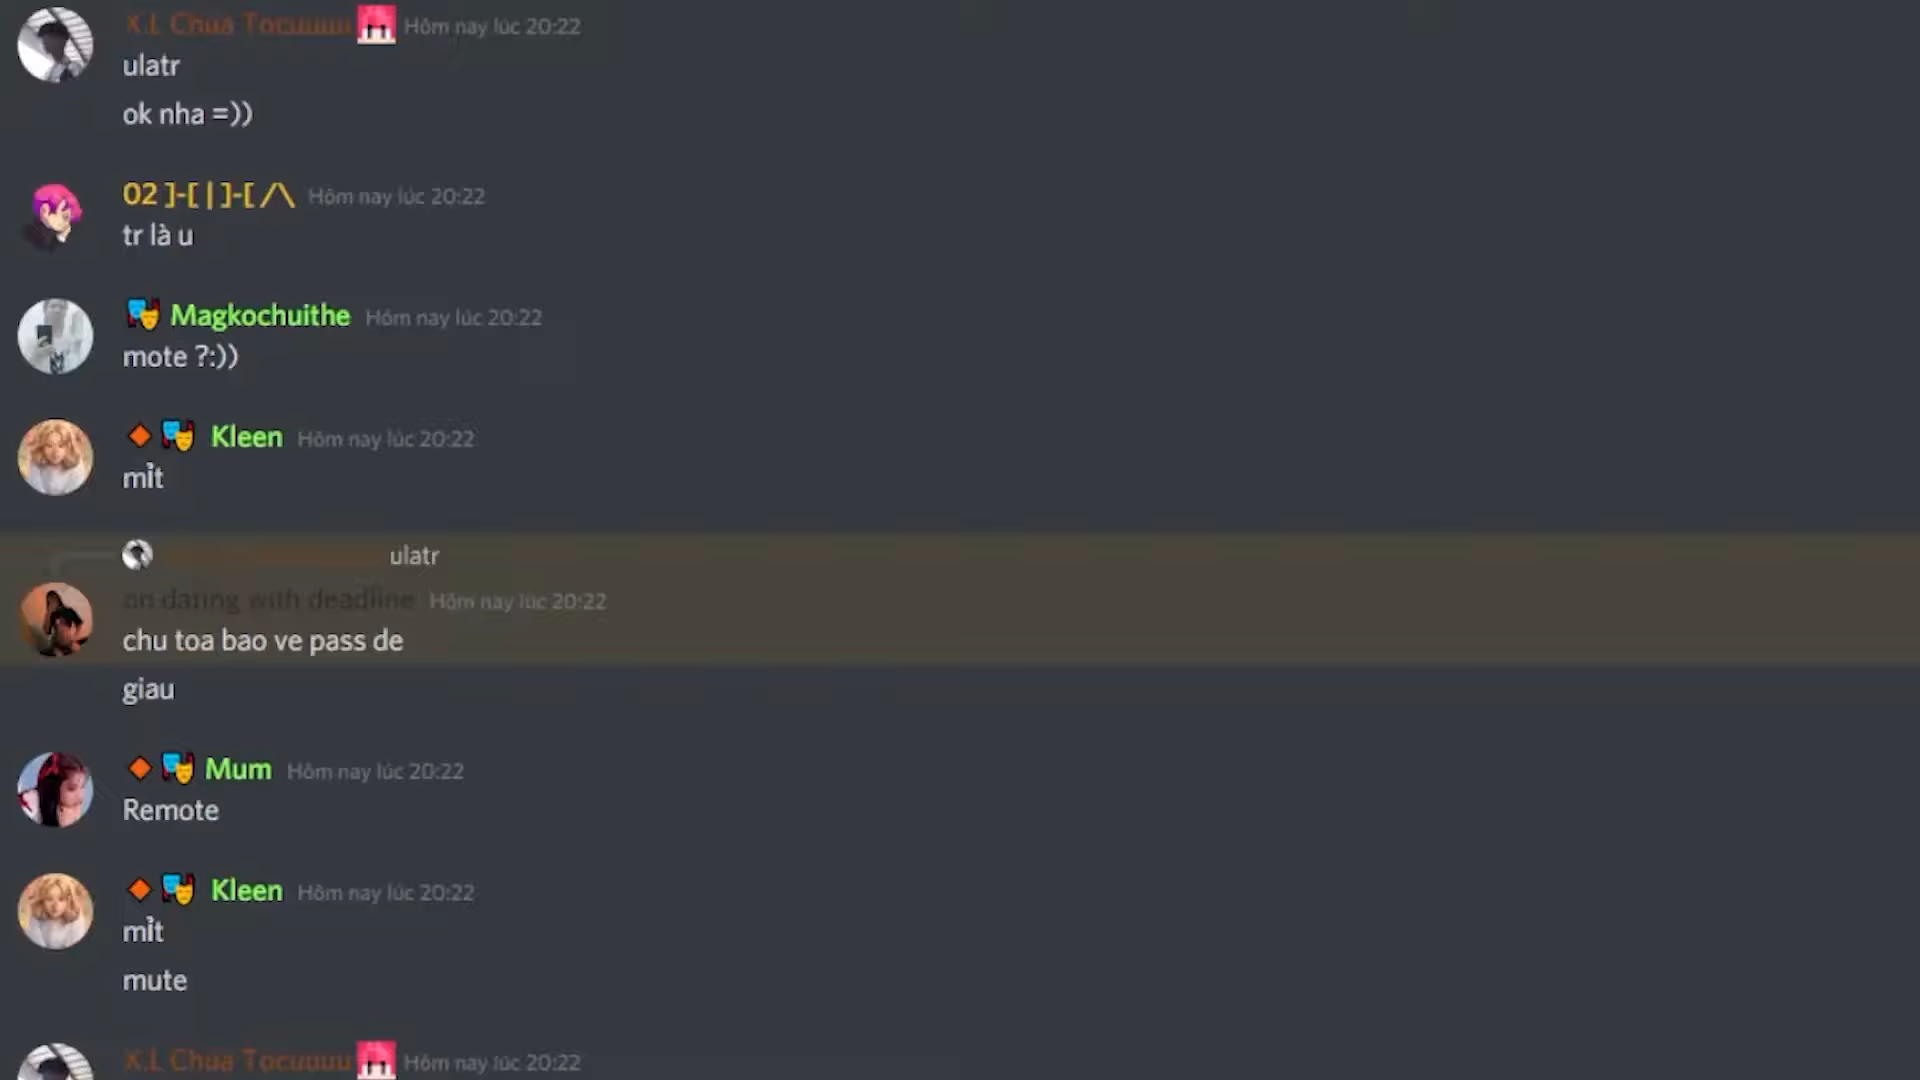 X.L Chua Tocuuuu Hôm nay lúc 20:22
ulatr
ok nha =))
02 ]-[ | ]-[ /\ Hôm nay lúc 20:22
tr là u
Magkochuithe Hôm nay lúc 20:22
mote ?:))
Kleen Hôm nay lúc 20:22
mỉt
ulatr
on dating with deadline Hôm nay lúc 20:22
chu toa bao ve pass de
giau
Mum Hôm nay lúc 20:22
Remote
Kleen Hôm nay lúc 20:22
mỉt
mute
X.L Chua Tocuuuu Hôm nay lúc 20:22